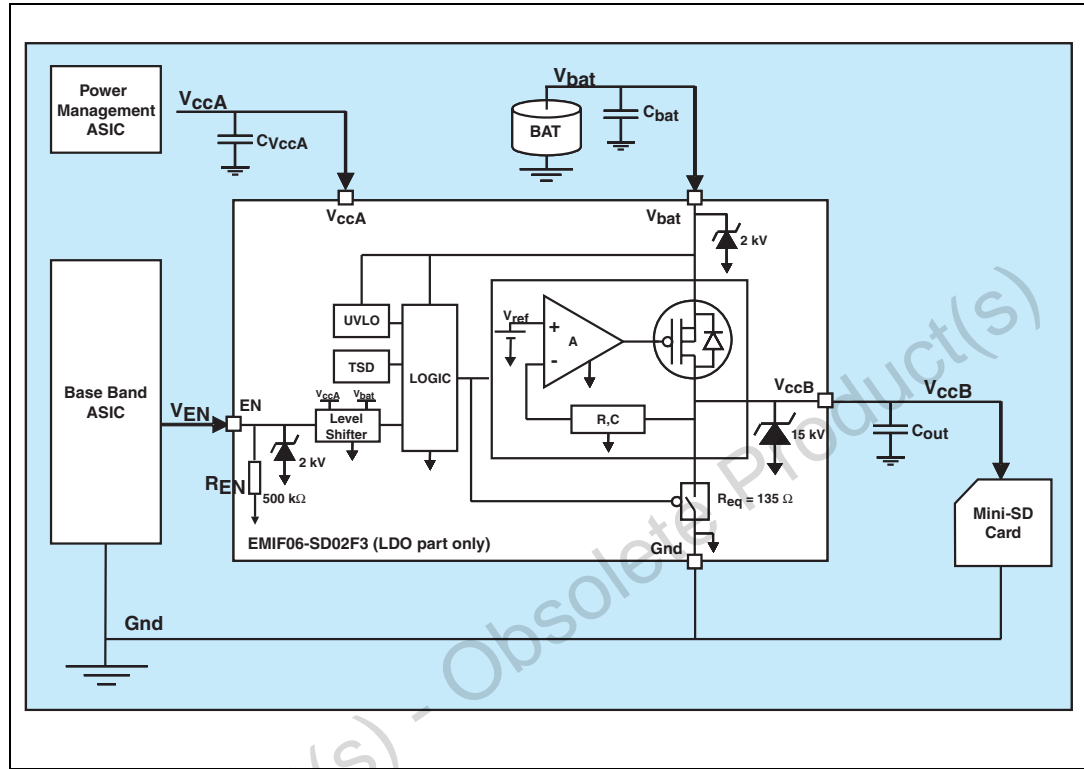 Power
Management
ASIC
VccA
CVccA
Vbat
BAT
Cbat
VccA
Vbat
2 kV
Base Band
ASIC
VEN
EN
REN
500 kΩ
2 kV
UVLO
TSD
LOGIC
VccA
Vbat
Level
Shifter
Vref
+
A
-
R,C
VccB
15 kV
VccB
Cout
Req = 135 Ω
Mini-SD
Card
EMIF06-SD02F3 (LDO part only)
Gnd
Gnd
(s) - Obsolete Product(s)